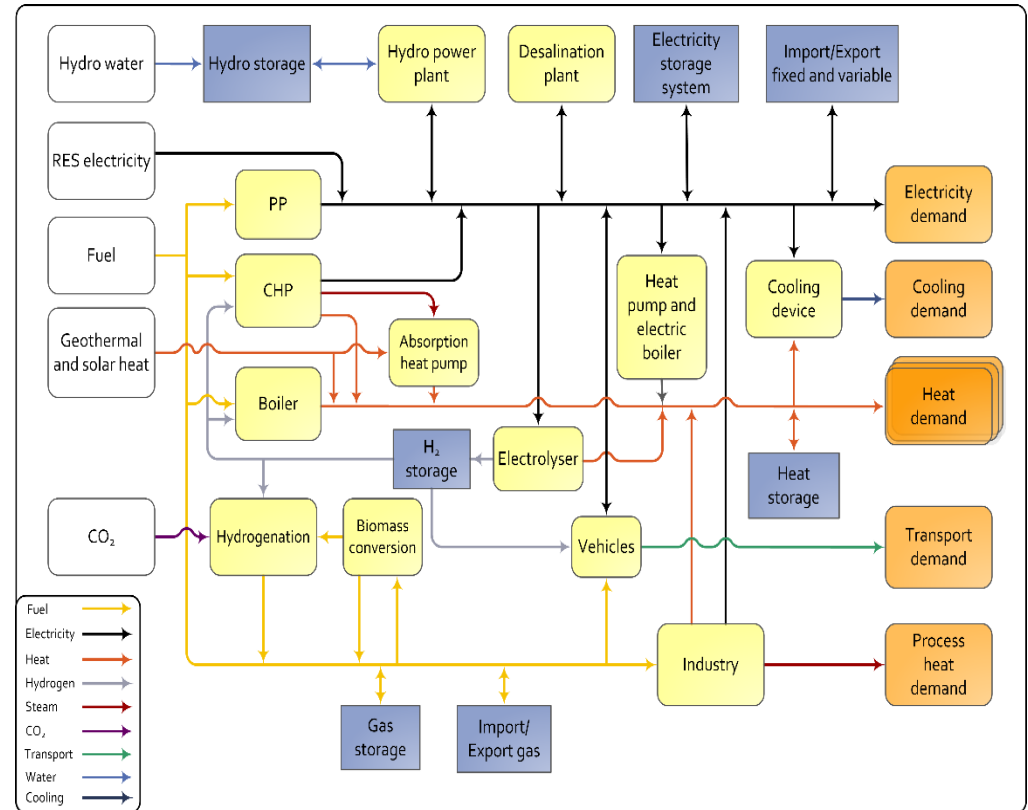 Hydro water
Hydro storage
Hydro power
plant
Desalination
plant
Electricity
storage
system
Import/Export
fixed and variable
RES electricity
PP
Electricity
demand
Fuel
CHP
Heat
pump and
electric
boiler
Cooling
device
Cooling
demand
Geothermal
and solar heat
Absorption
heat pump
Boiler
Heat
demand
H₂
storage
Electrolyser
Heat
storage
CO₂
Hydrogenation
Biomass
conversion
Vehicles
Transport
demand
Fuel
Electricity
Heat
Hydrogen
Steam
CO₂
Transport
Water
Cooling
Industry
Process
heat
demand
Gas
storage
Import/
Export gas